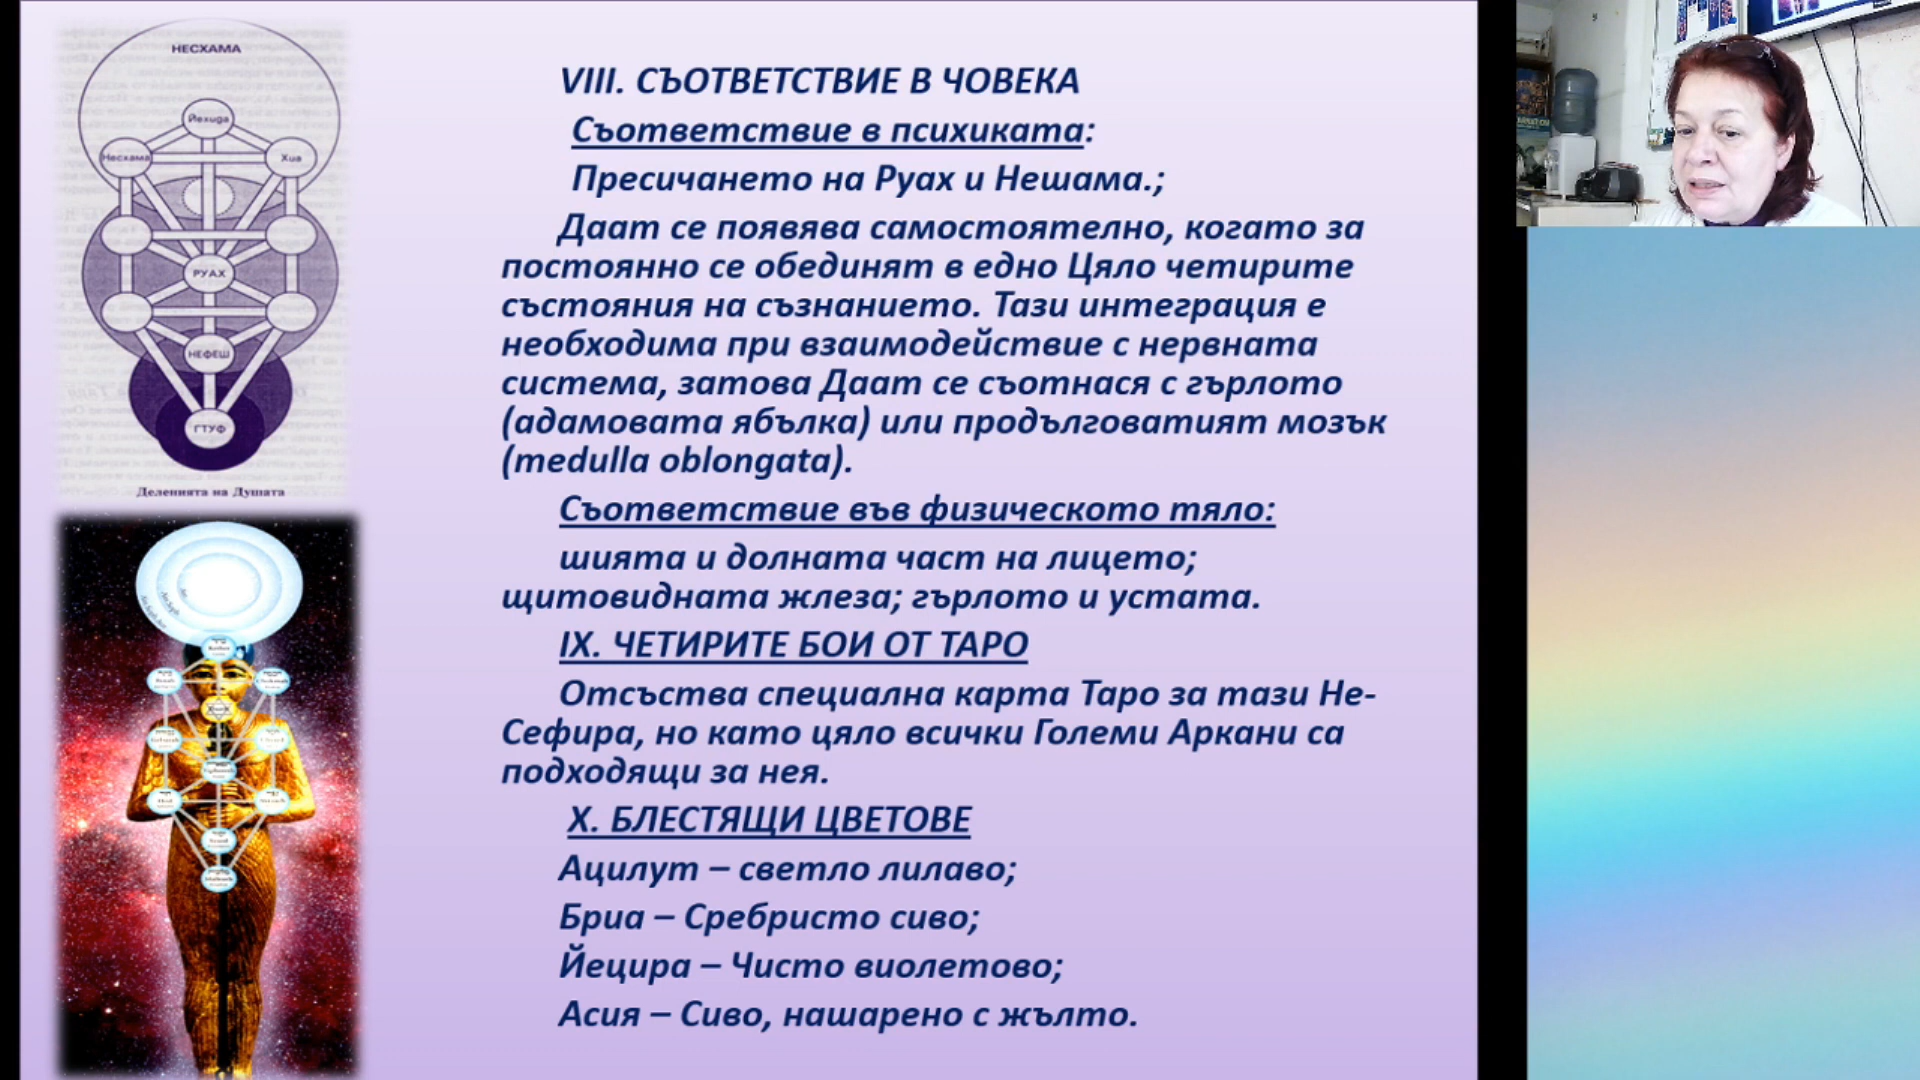 НЕСХАМА
Йехида
Несхама
Хиа
РУАХ
НЕФЕШ
ГТУФ
Деленията на Душата
VIII. СЪОТВЕТСТВИЕ В ЧОВЕКА
Съответствие в психиката:
Пресичането на Руах и Нешама.;
Даат се появява самостоятелно, когато за
постоянно се обединят в едно Цяло четирите
състояния на съзнанието. Тази интеграция е
необходима при взаимодействие с нервната
система, затова Даат се съотнася с гърлото
(адамовата ябълка) или продълговатият мозък
(medulla oblongata).
Съответствие във физическото тяло:
шията и долната част на лицето;
щитовидната жлеза; гърлото и устата.
IX. ЧЕТИРИТЕ БОИ ОТ ТАРО
Отсъства специална карта Таро за тази Не-
Сефира, но като цяло всички Големи Аркани са
подходящи за нея.
X. БЛЕСТЯЩИ ЦВЕТОВЕ
Ацилут – светло лилаво;
Бриа – Сребристо сиво;
Йецира – Чисто виолетово;
Асия – Сиво, нашарено с жълто.